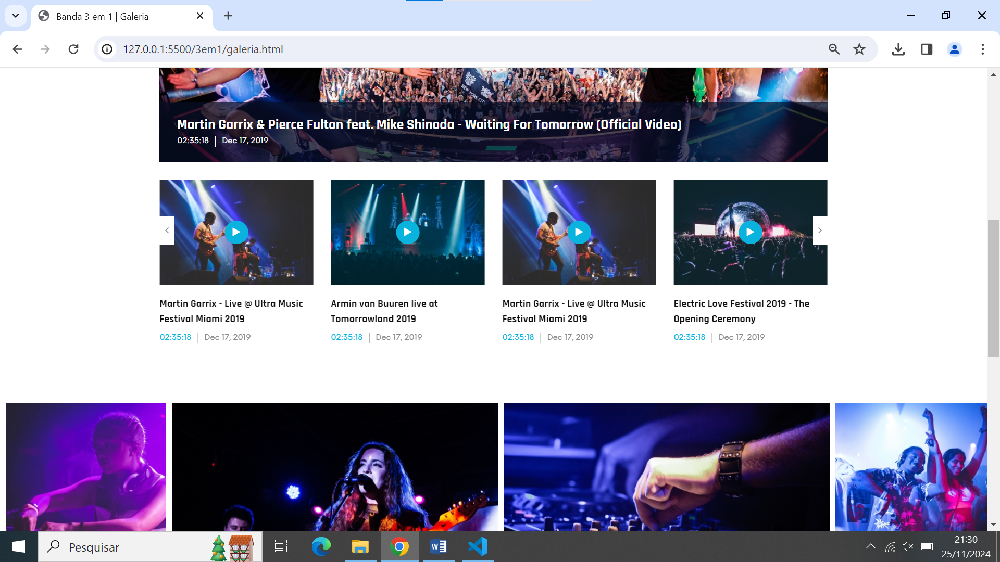 Banda 3 em 1 | Galeria
127.0.0.1:5500/3em1/galeria.html
NEW YORK CITY
Martin Garrix & Pierce Fulton feat. Mike Shinoda - Waiting For Tomorrow (Official Video)
02:35:18 | Dec 17, 2019
Martin Garrix - Live @ Ultra Music
Festival Miami 2019
02:35:18 | Dec 17, 2019
Armin van Buuren live at
Tomorrowland 2019
02:35:18 | Dec 17, 2019
Martin Garrix - Live @ Ultra Music
Festival Miami 2019
02:35:18 | Dec 17, 2019
Electric Love Festival 2019 - The
Opening Ceremony
02:35:18 | Dec 17, 2019
Pesquisar
21:30
25/11/2024